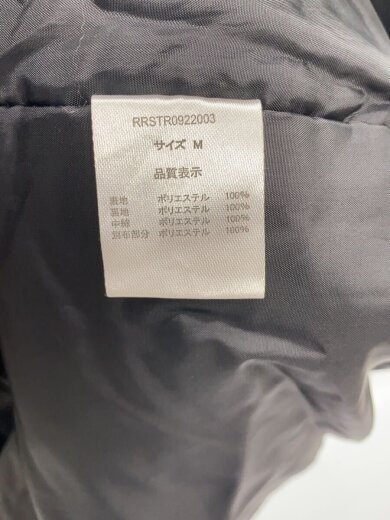 RRSTR0922003
サイズ M
品質表示
表地 ポリエステル 100%
裏地 ポリエステル 100%
中綿 ポリエステル 100%
別布部分 ポリエステル 100%